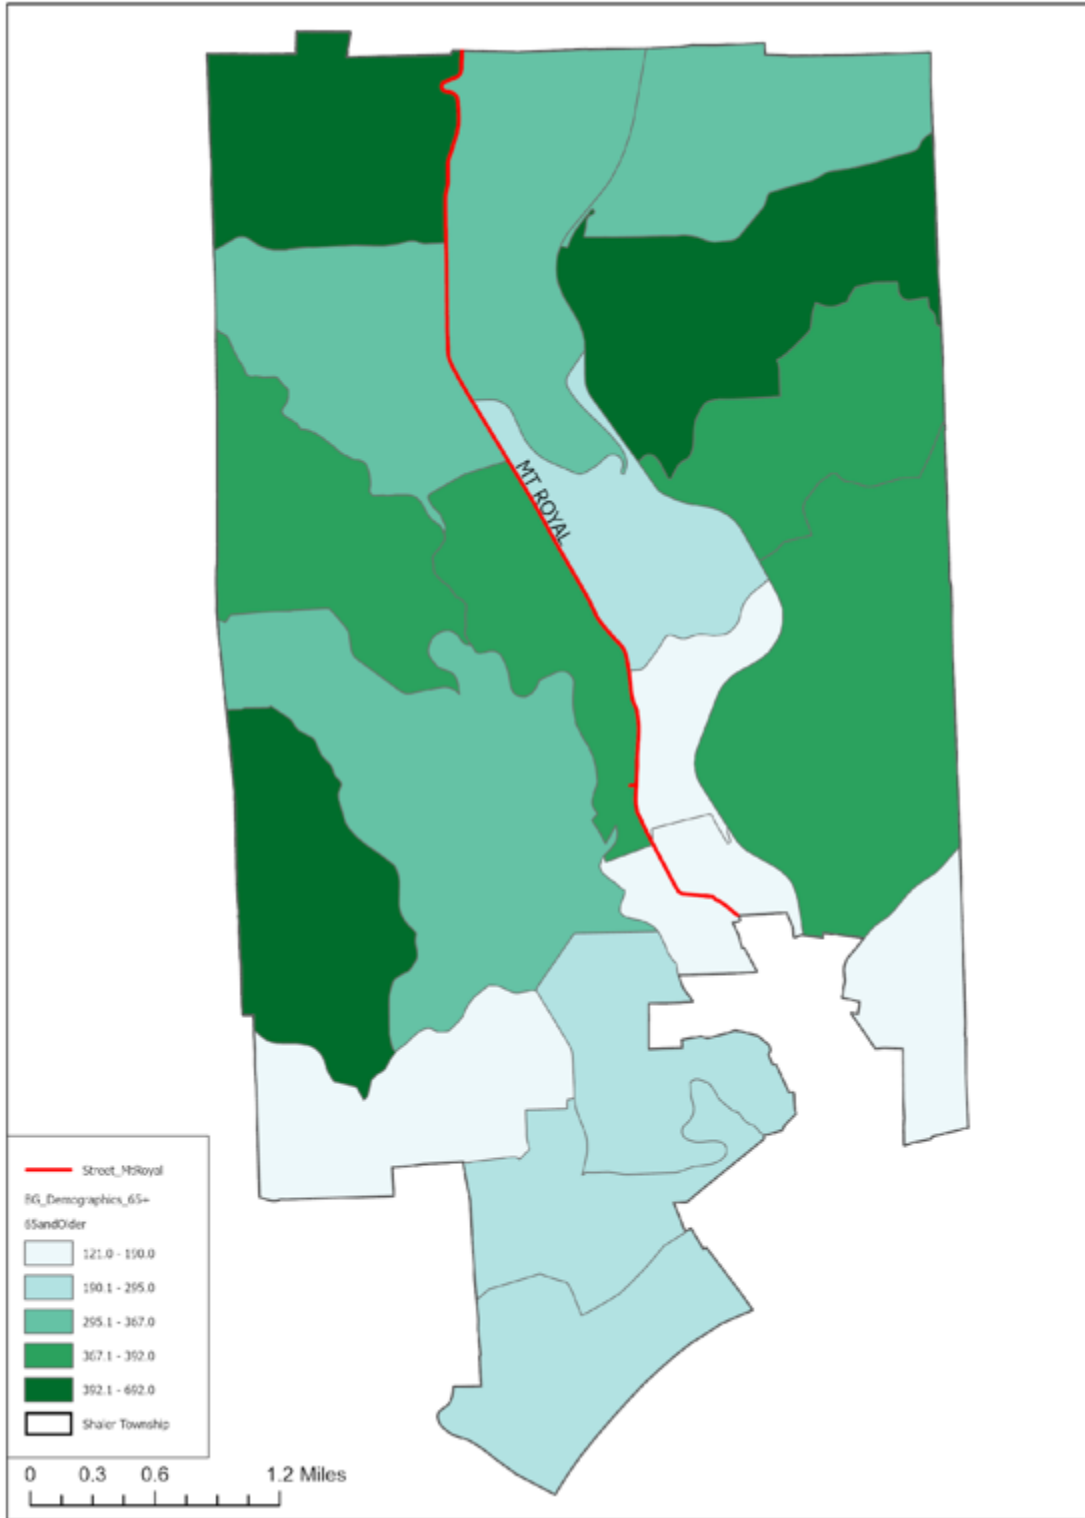 MT ROYAL
Street_MtRoyal
BG_Demographics_65+
65andOlder
121.0 - 190.0
190.1 - 295.0
295.1 - 367.0
367.1 - 392.0
392.1 - 692.0
Shaler Township
0 0.3 0.6 1.2 Miles